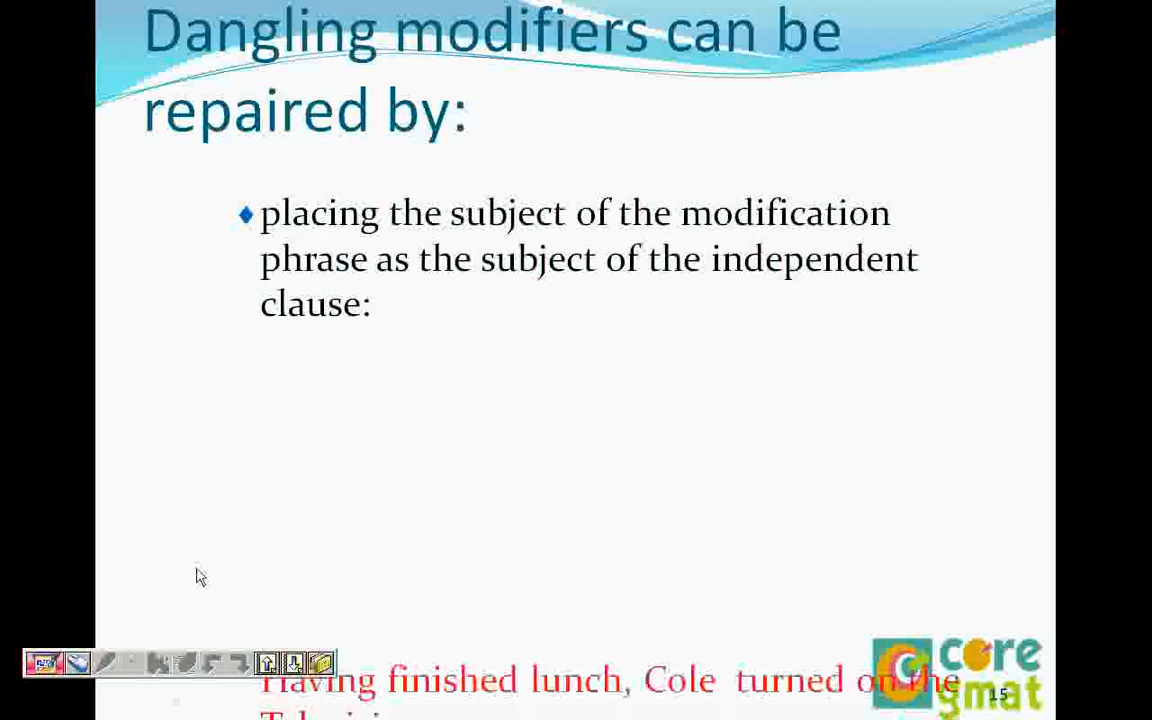 Dangling modifiers can be
repaired by:
placing the subject of the modification
phrase as the subject of the independent
clause:
Having finished lunch, Cole turned on the
core
gmat
15